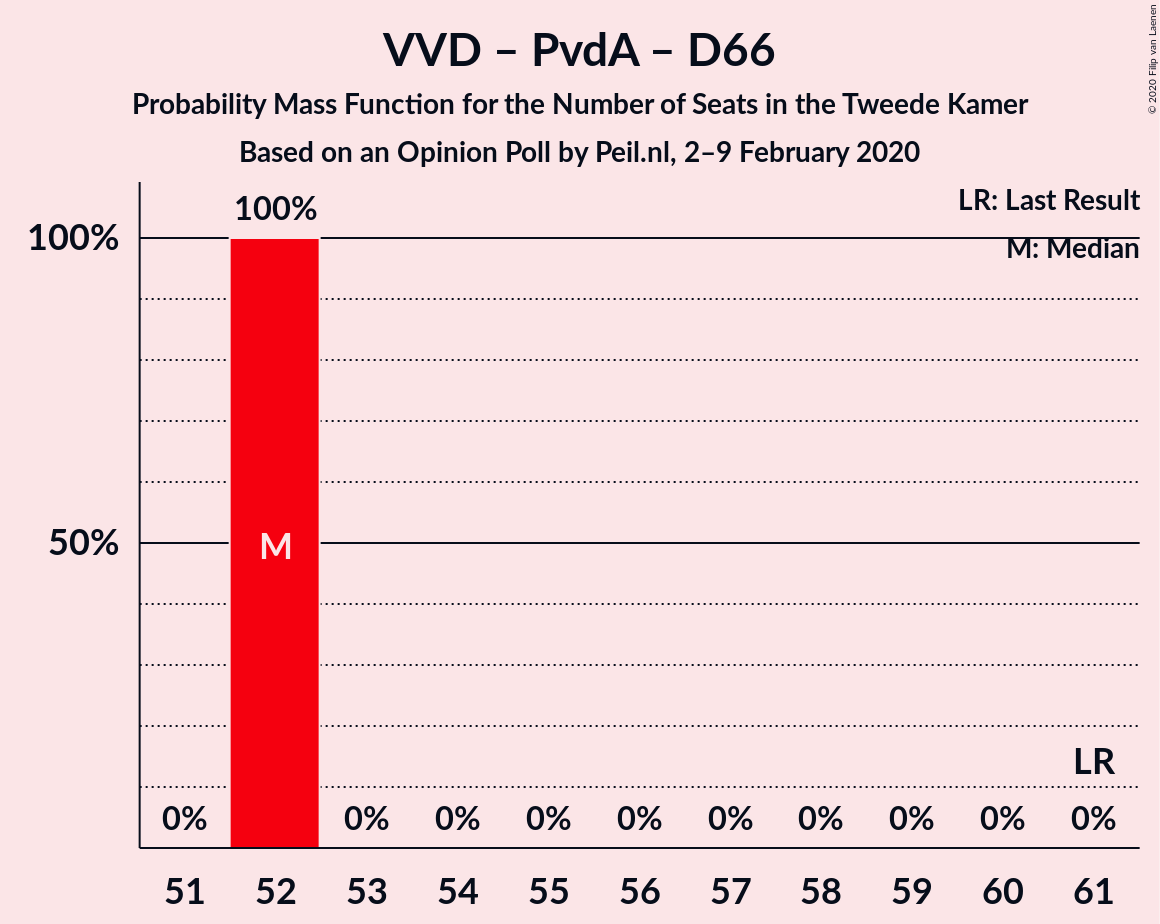 VVD – PvdA – D66
Probability Mass Function for the Number of Seats in the Tweede Kamer
Based on an Opinion Poll by Peil.nl, 2–9 February 2020
© 2020 Filip van Laenen
LR: Last Result
M: Median
100%
100%
50%
M
LR
0% 0% 0% 0% 0% 0% 0% 0% 0% 0%
51 52 53 54 55 56 57 58 59 60 61